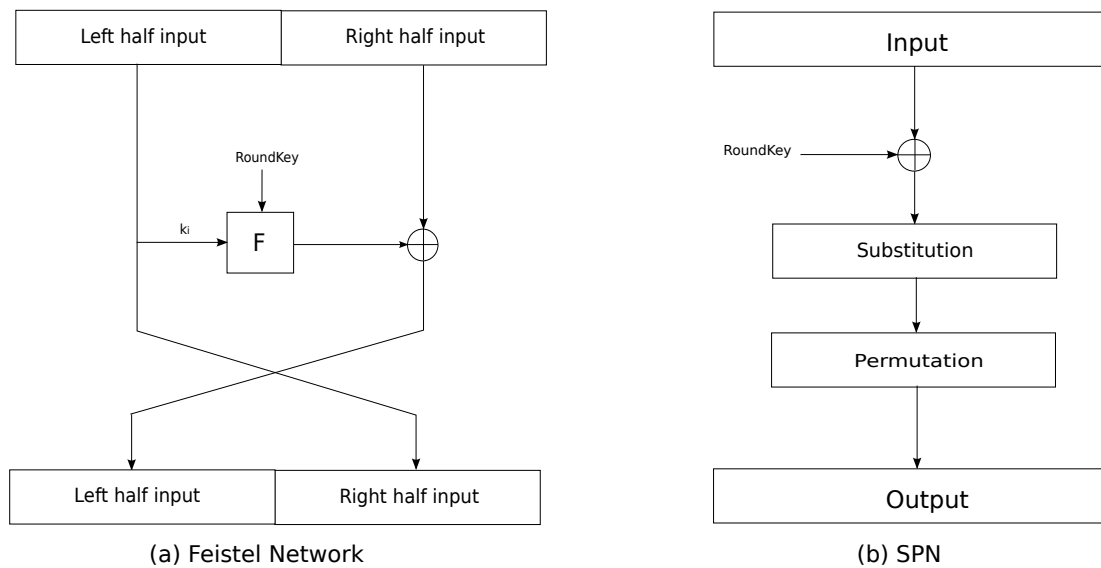 Left half input
Right half input
RoundKey
ki
F
Left half input
Right half input
(a) Feistel Network
Input
RoundKey
Substitution
Permutation
Output
(b) SPN